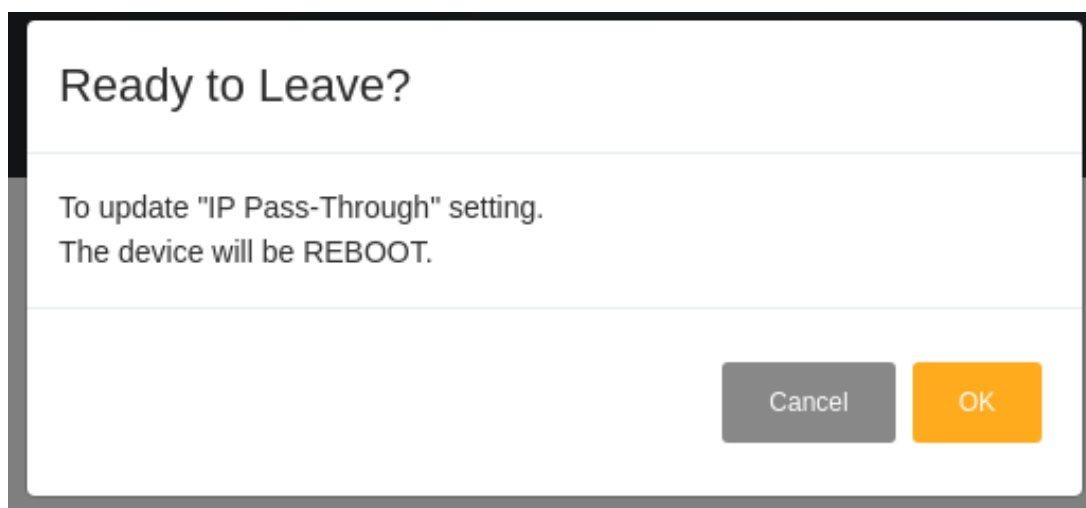 Ready to Leave?
To update "IP Pass-Through" setting.
The device will be REBOOT.
Cancel
OK